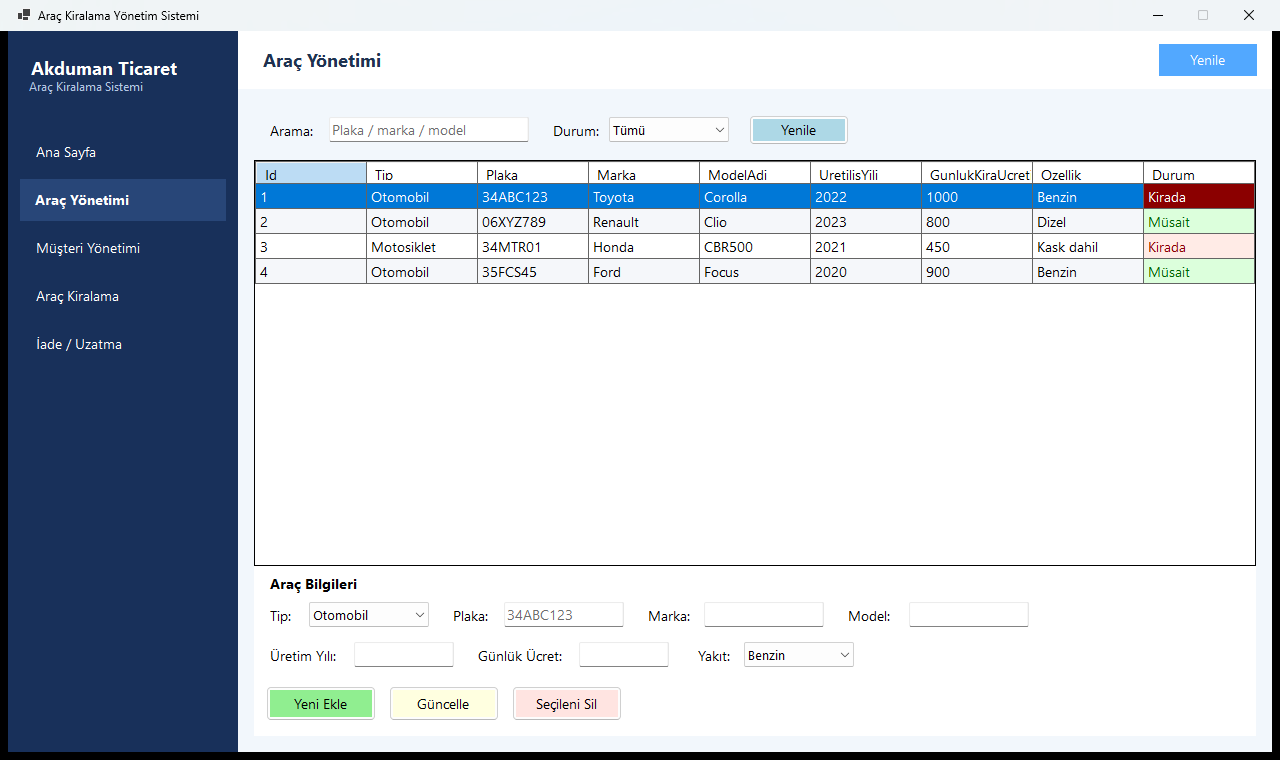 Araç Kiralama Yönetim Sistemi
Akduman Ticaret
Araç Kiralama Sistemi
Ana Sayfa
Araç Yönetimi
Müşteri Yönetimi
Araç Kiralama
İade / Uzatma
Araç Yönetimi
Yenile
Arama: Plaka / marka / model Durum: Tümü Yenile
Id Tip Plaka Marka ModelAdi UretilisYili GunlukKiraUcret Ozellik Durum
1 Otomobil 34ABC123 Toyota Corolla 2022 1000 Benzin Kirada
2 Otomobil 06XYZ789 Renault Clio 2023 800 Dizel Müsait
3 Motosiklet 34MTR01 Honda CBR500 2021 450 Kask dahil Kirada
4 Otomobil 35FCS45 Ford Focus 2020 900 Benzin Müsait
Araç Bilgileri
Tip: Otomobil Plaka: 34ABC123 Marka: Model:
Üretim Yılı: Günlük Ücret: Yakıt: Benzin
Yeni Ekle Güncelle Seçileni Sil